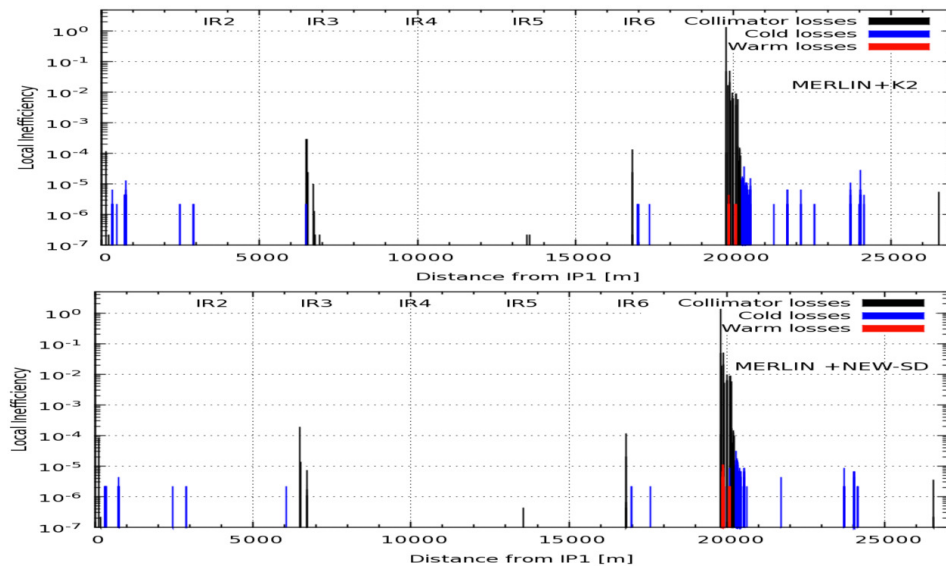 IR2 IR3 IR4 IR5 IR6 Collimator losses
10⁰ Cold losses
Warm losses
10⁻¹
MERLIN+K2
10⁻²
Local Inefficiency
10⁻³
10⁻⁴
10⁻⁵
10⁻⁶
10⁻⁷
0 5000 10000 15000 20000 25000
Distance from IP1 [m]
IR2 IR3 IR4 IR5 IR6 Collimator losses
10⁰ Cold losses
Warm losses
10⁻¹
MERLIN +NEW-SD
10⁻²
Local Inefficiency
10⁻³
10⁻⁴
10⁻⁵
10⁻⁶
10⁻⁷
0 5000 10000 15000 20000 25000
Distance from IP1 [m]